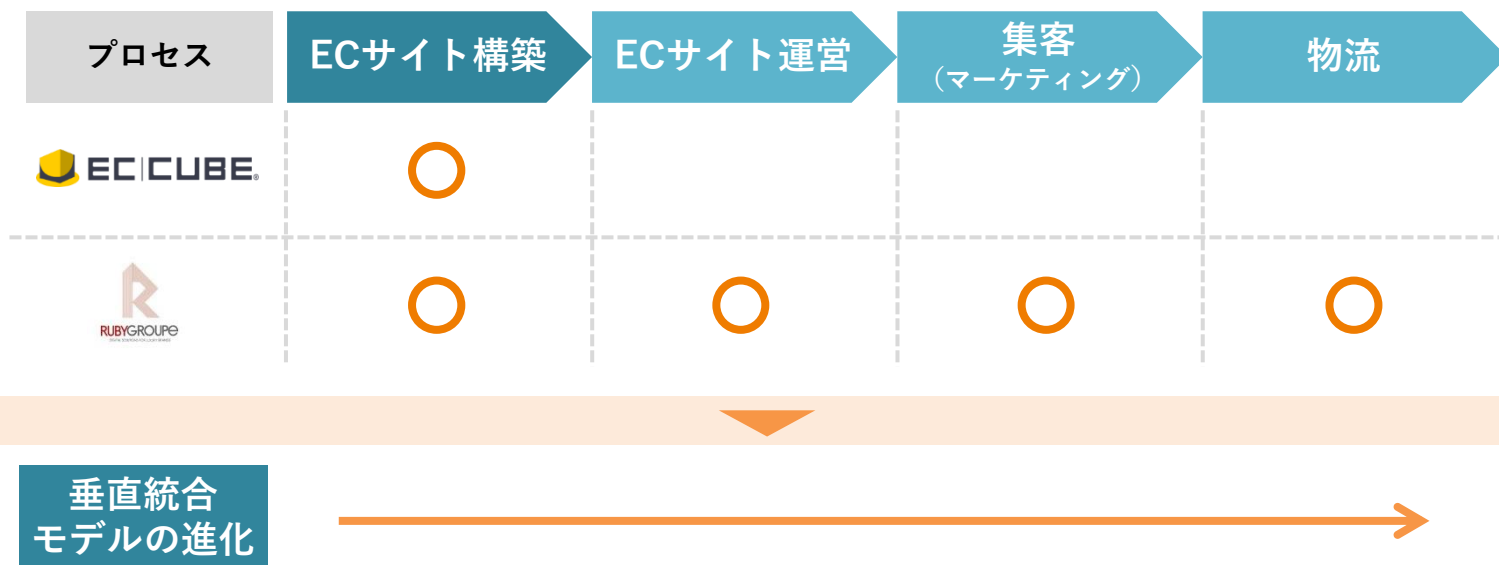 プロセス
ECサイト構築
ECサイト運営
集客
(マーケティング)
物流
EC CUBE®
RUBYGROUPe
垂直統合
モデルの進化